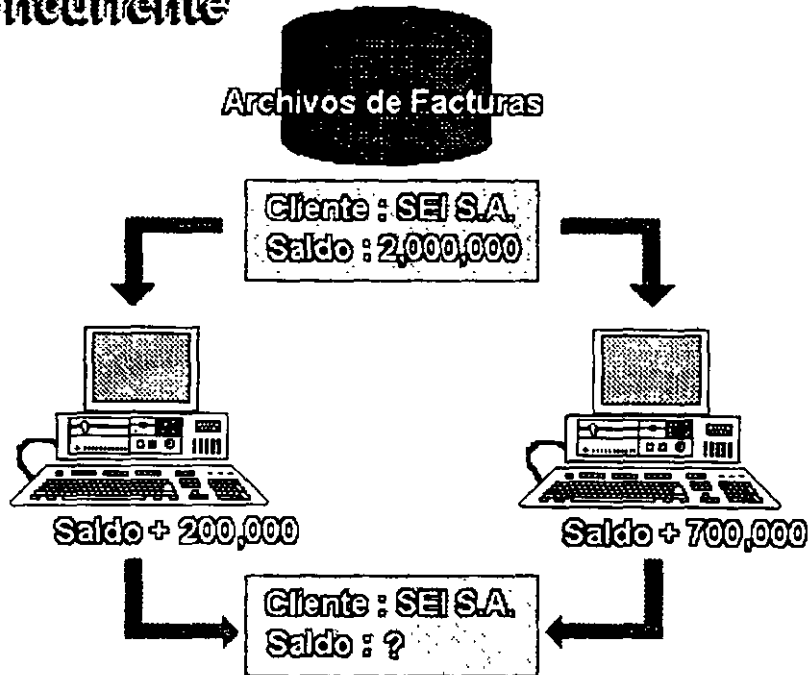 Archivos de Facturas
Cliente : SEI S.A.
Saldo : 2,000,000
Saldo + 200,000
Saldo + 700,000
Cliente : SEI S.A.
Saldo : ?